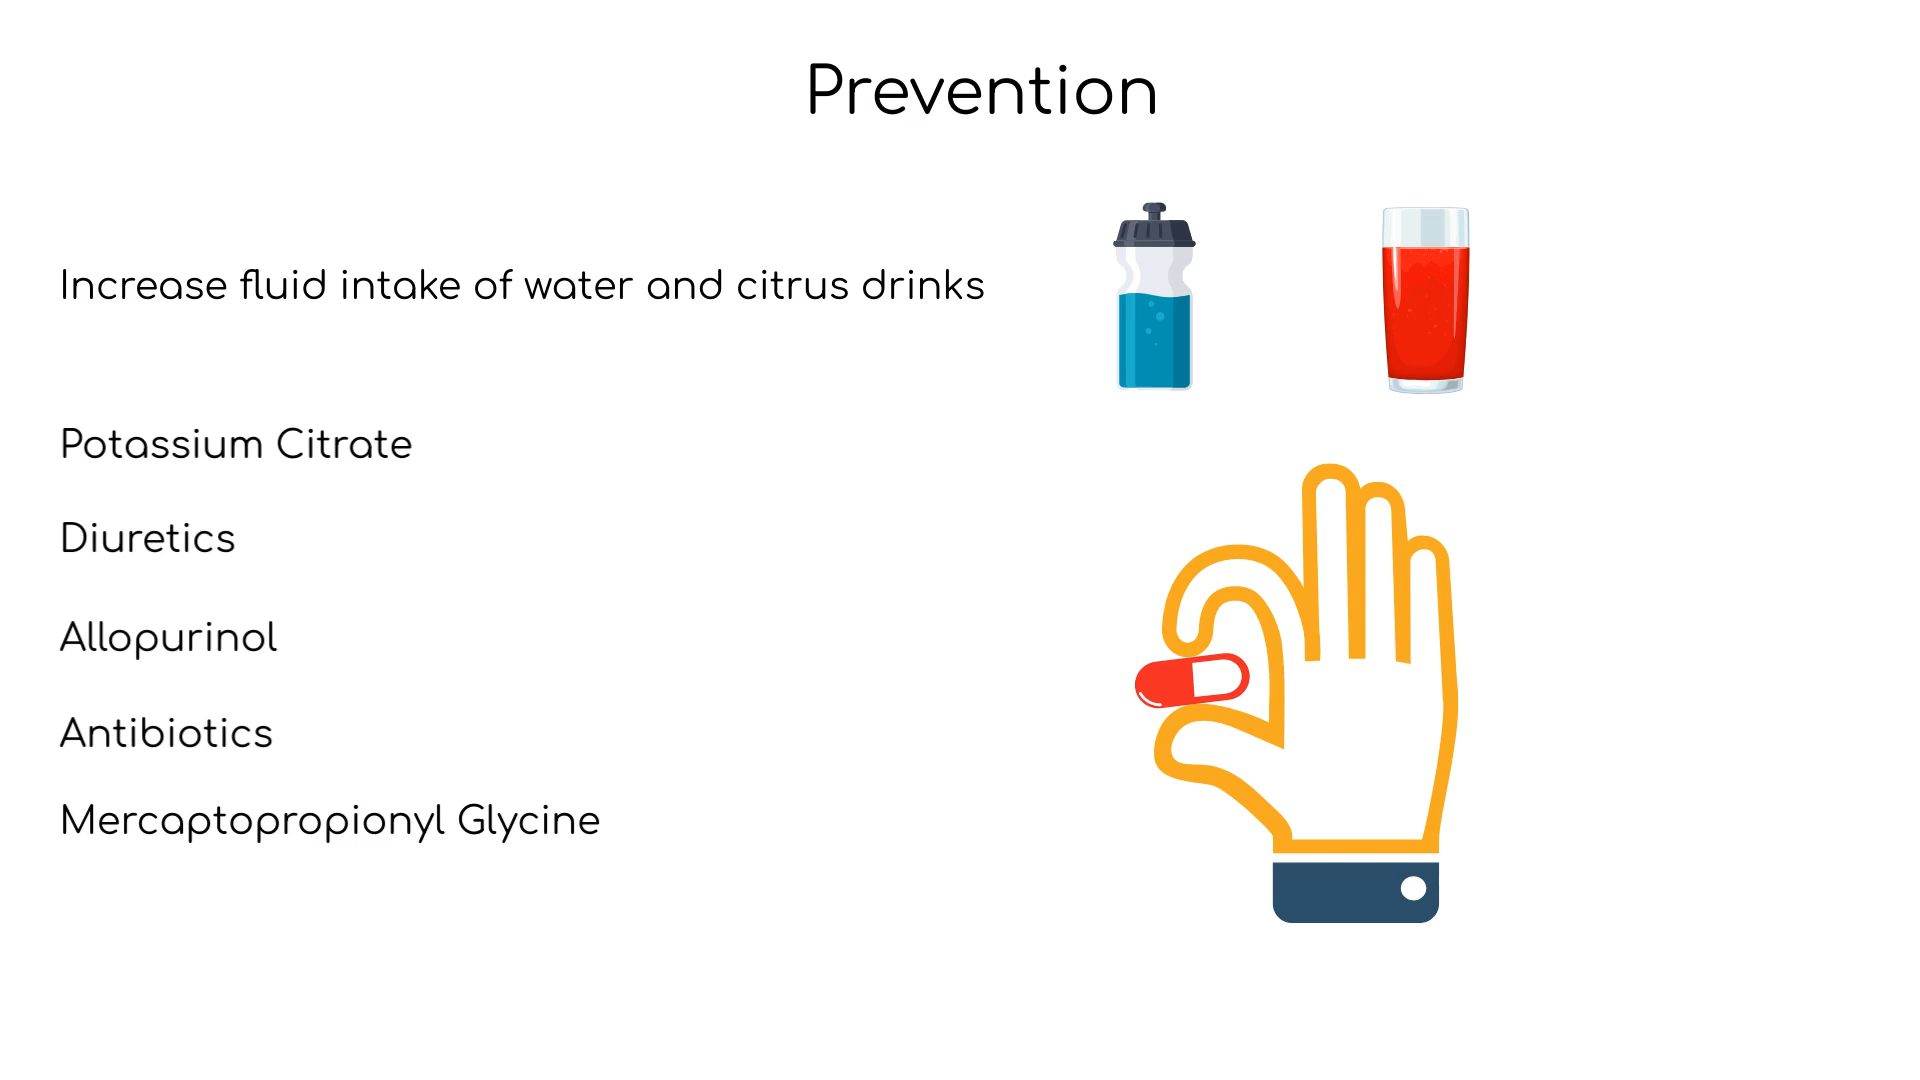 Prevention
Increase fluid intake of water and citrus drinks
Potassium Citrate
Diuretics
Allopurinol
Antibiotics
Mercaptopropionyl Glycine